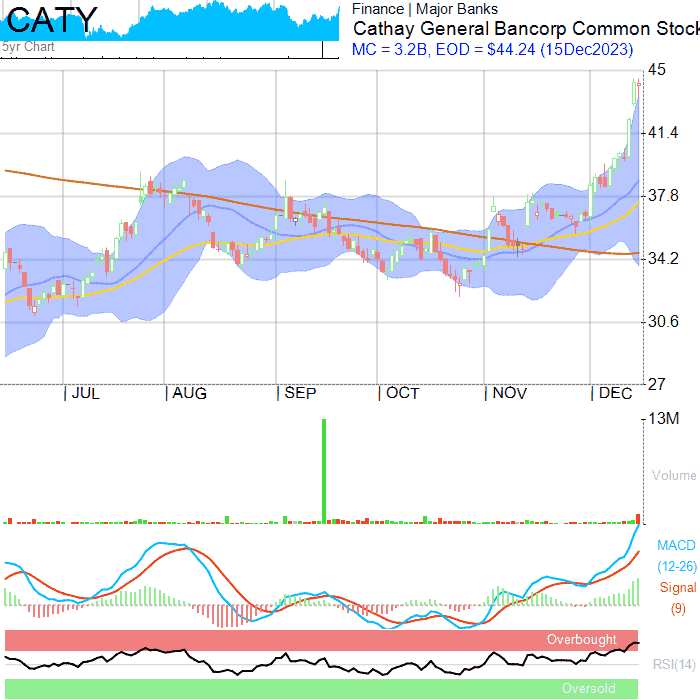 CATY
5yr Chart
Finance | Major Banks
Cathay General Bancorp Common Stock
MC = 3.2B, EOD = $44.24 (15Dec2023)
45
41.4
37.8
34.2
30.6
27
JUL
AUG
SEP
OCT
NOV
DEC
13M
Volume
MACD
(12-26)
Signal
(9)
Overbought
RSI(14)
Oversold